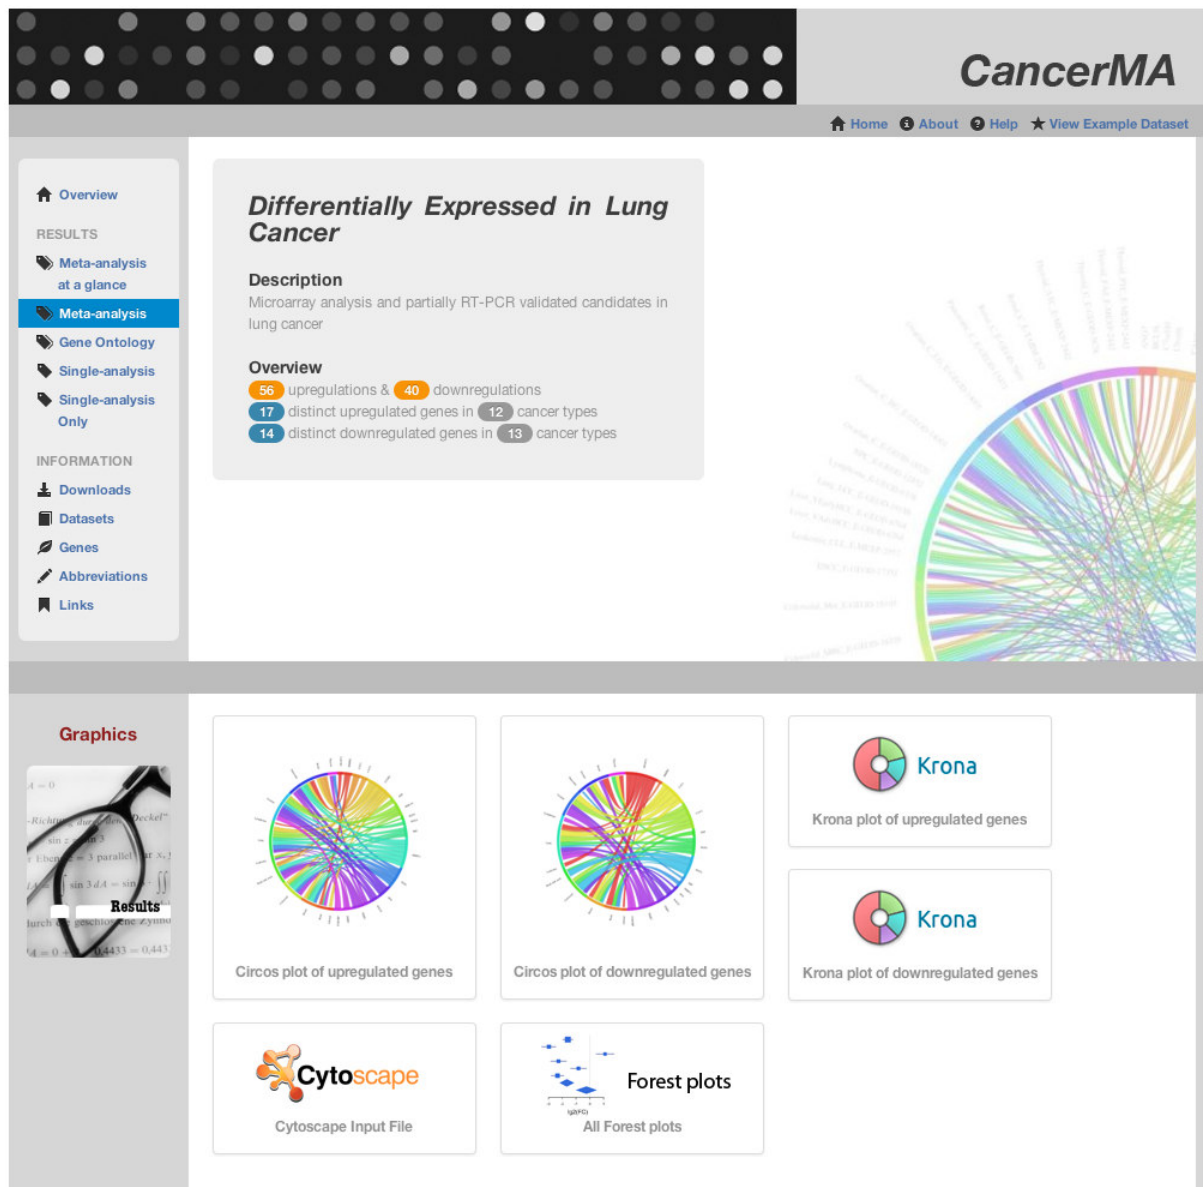 CancerMA
Home About Help View Example Dataset
Overview
RESULTS
Meta-analysis
at a glance
Meta-analysis
Gene Ontology
Single-analysis
Single-analysis
Only
INFORMATION
Downloads
Datasets
Genes
Abbreviations
Links
Differentially Expressed in Lung
Cancer
Description
Microarray analysis and partially RT-PCR validated candidates in
lung cancer
Overview
56 upregulations & 40 downregulations
17 distinct upregulated genes in 12 cancer types
14 distinct downregulated genes in 13 cancer types
Graphics
Results
Circos plot of upregulated genes
Circos plot of downregulated genes
Krona
Krona plot of upregulated genes
Krona
Krona plot of downregulated genes
Cytoscape
Cytoscape Input File
Forest plots
All Forest plots